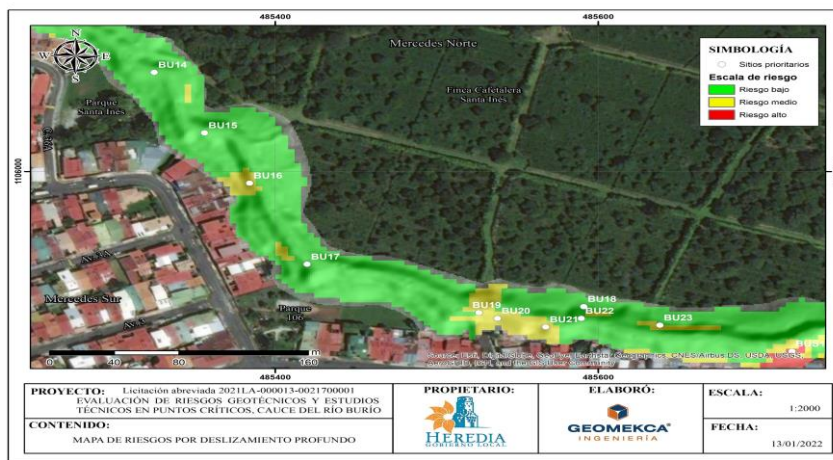 485400
485600
N
W
E
S
Mercedes Norte
SIMBOLOGÍA
Sitios prioritarios
Escala de riesgo
Riesgo bajo
Riesgo medio
Riesgo alto
BU14
Parque
Santa Inés
Finca Cafetalera
Santa Inés
BU15
1106000
BU16
BU17
Mercedes Sur
Parque
106
BU19
BU18
BU20
BU22
BU21
BU23
0 40 80 160
m
485400
485600
PROYECTO: Licitación abreviada 2021LA-000013-0021700001
EVALUACIÓN DE RIESGOS GEOTÉCNICOS Y ESTUDIOS
TÉCNICOS EN PUNTOS CRÍTICOS, CAUCE DEL RÍO BURÍO
CONTENIDO:
MAPA DE RIESGOS POR DESLIZAMIENTO PROFUNDO
PROPIETARIO:
HEREDIA
GOBIERNO LOCAL
ELABORÓ:
GEOMEKCA
INGENIERÍA
ESCALA:
1:2000
FECHA:
13/01/2022